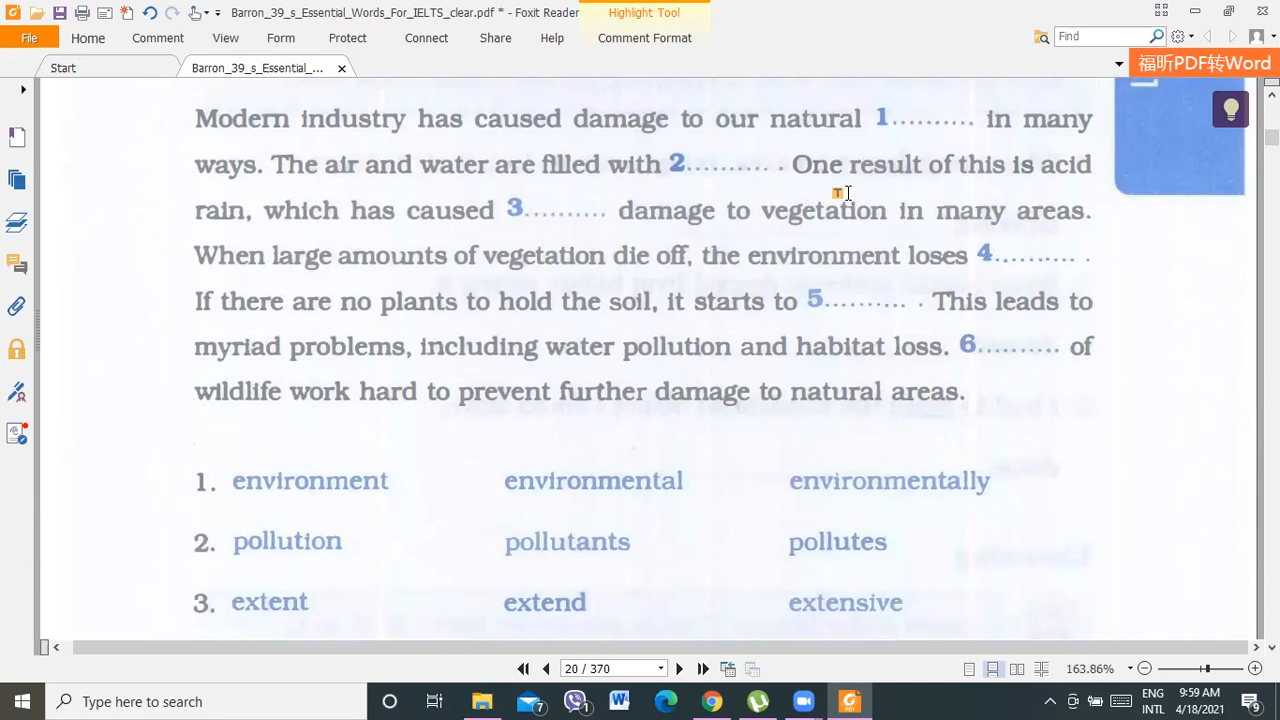 Barron_39_s_Essential_Words_For_IELTS_clear.pdf * - Foxit Reader
Highlight Tool
File Home Comment View Form Protect Connect Share Help Comment Format
Find
Start
Barron_39_s_Essential_...
福昕PDF转Word
Modern industry has caused damage to our natural 1.......... in many
ways. The air and water are filled with 2.......... . One result of this is acid
rain, which has caused 3.......... damage to vegetation in many areas.
When large amounts of vegetation die off, the environment loses 4.......... .
If there are no plants to hold the soil, it starts to 5.......... . This leads to
myriad problems, including water pollution and habitat loss. 6.......... of
wildlife work hard to prevent further damage to natural areas.
1. environment environmental environmentally
2. pollution pollutants pollutes
3. extent extend extensive
20 / 370
163.86%
Type here to search
7
1
ENG
INTL
9:59 AM
4/18/2021
9